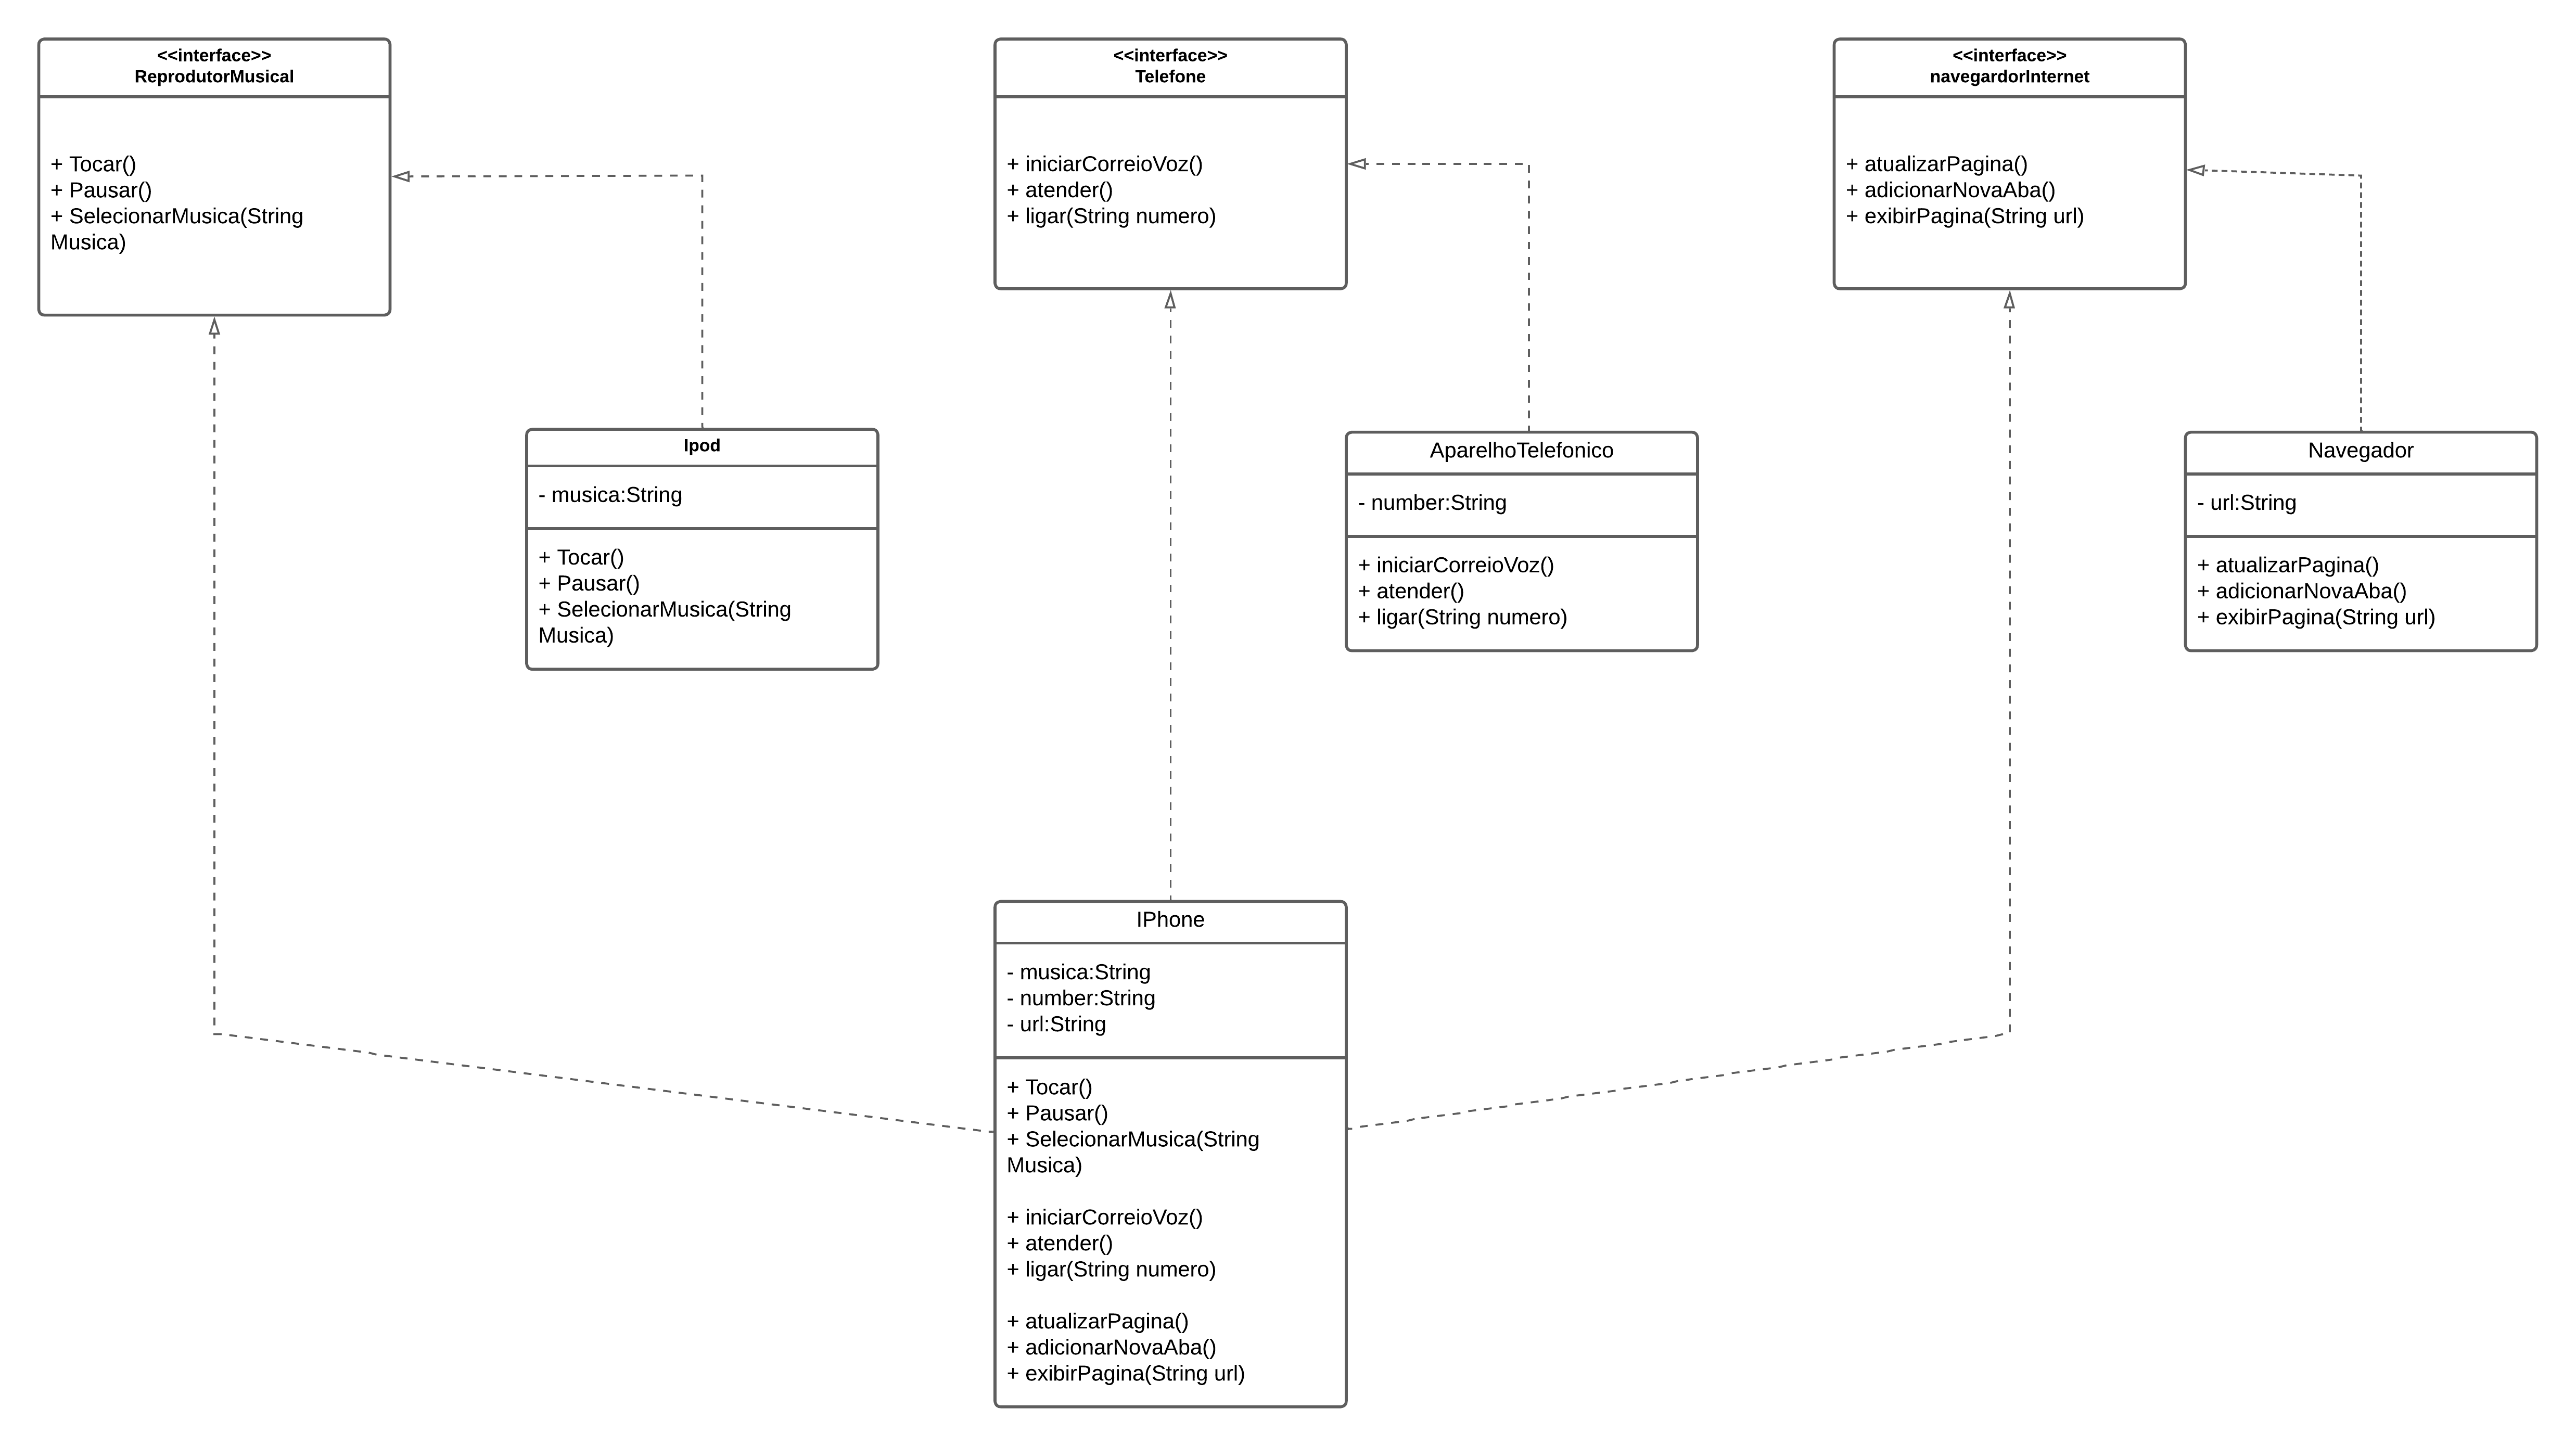 <<interface>>
ReprodutorMusical
+ Tocar()
+ Pausar()
+ SelecionarMusica(String
Musica)
<<interface>>
Telefone
+ iniciarCorreioVoz()
+ atender()
+ ligar(String numero)
<<interface>>
navegardorInternet
+ atualizarPagina()
+ adicionarNovaAba()
+ exibirPagina(String url)
Ipod
- musica:String
+ Tocar()
+ Pausar()
+ SelecionarMusica(String
Musica)
AparelhoTelefonico
- number:String
+ iniciarCorreioVoz()
+ atender()
+ ligar(String numero)
Navegador
- url:String
+ atualizarPagina()
+ adicionarNovaAba()
+ exibirPagina(String url)
IPhone
- musica:String
- number:String
- url:String
+ Tocar()
+ Pausar()
+ SelecionarMusica(String
Musica)
+ iniciarCorreioVoz()
+ atender()
+ ligar(String numero)
+ atualizarPagina()
+ adicionarNovaAba()
+ exibirPagina(String url)